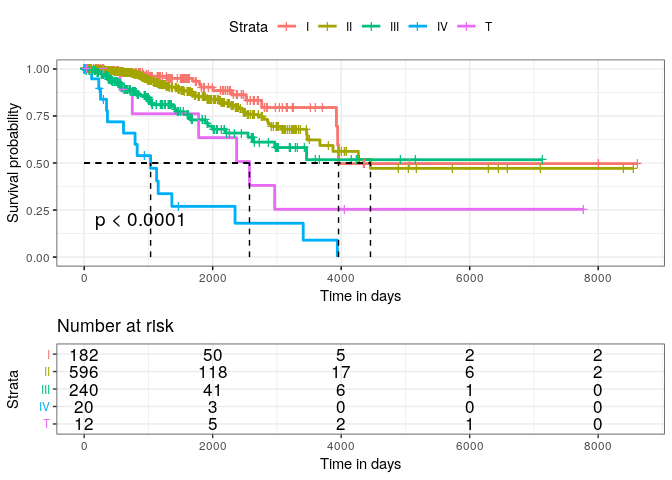 Strata I II III IV T
1.00
0.75
0.50
0.25
0.00
Survival probability
p < 0.0001
0 2000 4000 6000 8000
Time in days
Number at risk
Strata
I 182 50 5 2 2
II 596 118 17 6 2
III 240 41 6 1 0
IV 20 3 0 0 0
T 12 5 2 1 0
0 2000 4000 6000 8000
Time in days